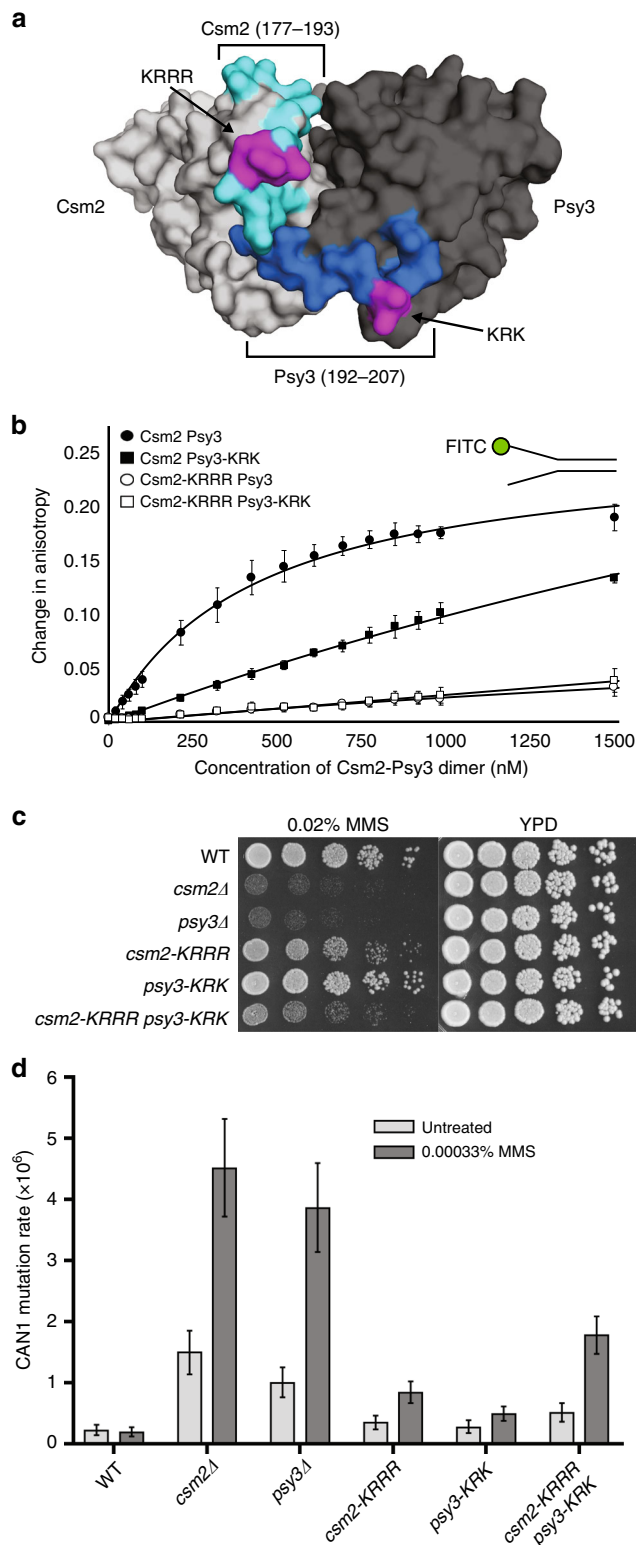 a
Csm2 (177–193)
KRRR
Csm2
Psy3
KRK
Psy3 (192–207)
b
Csm2 Psy3
Csm2 Psy3-KRK
Csm2-KRRR Psy3
Csm2-KRRR Psy3-KRK
FITC
Change in anisotropy
0.25
0.20
0.15
0.10
0.05
0
0 250 500 750 1000 1250 1500
Concentration of Csm2-Psy3 dimer (nM)
c
0.02% MMS YPD
WT
csm2Δ
psy3Δ
csm2-KRRR
psy3-KRK
csm2-KRRR psy3-KRK
d
CAN1 mutation rate (×10⁶)
6
5
4
3
2
1
0
Untreated
0.00033% MMS
WT
csm2Δ
psy3Δ
csm2-KRRR
psy3-KRK
csm2-KRRR
psy3-KRK